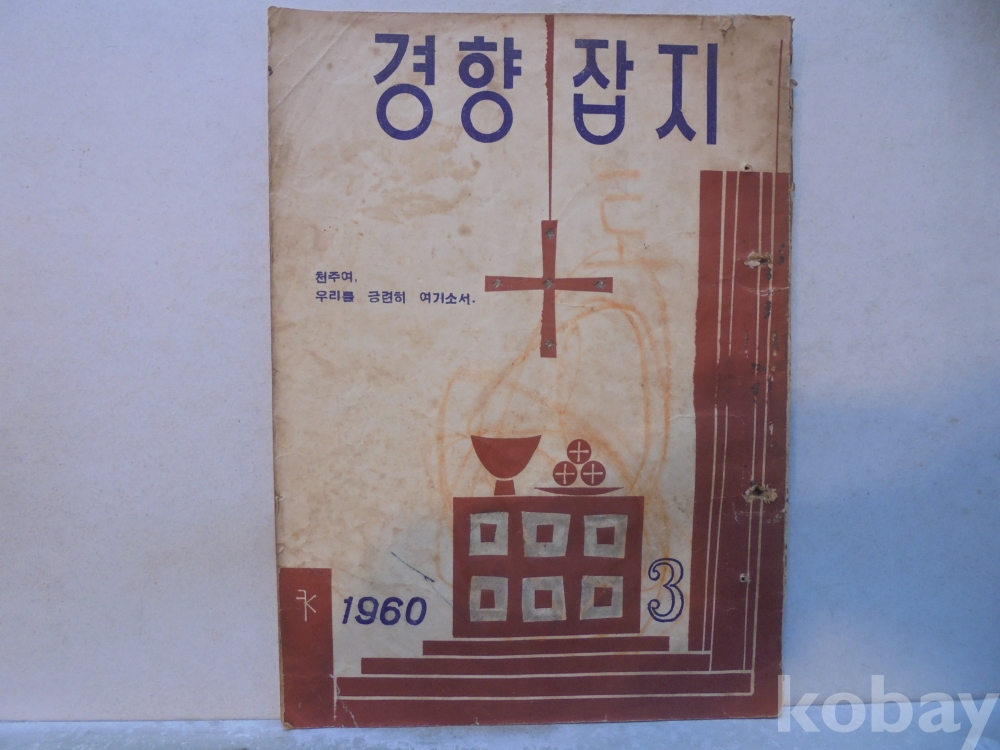 경향 잡지
천주여,
우리를 긍련히 여기소서.
1960
3
kobay